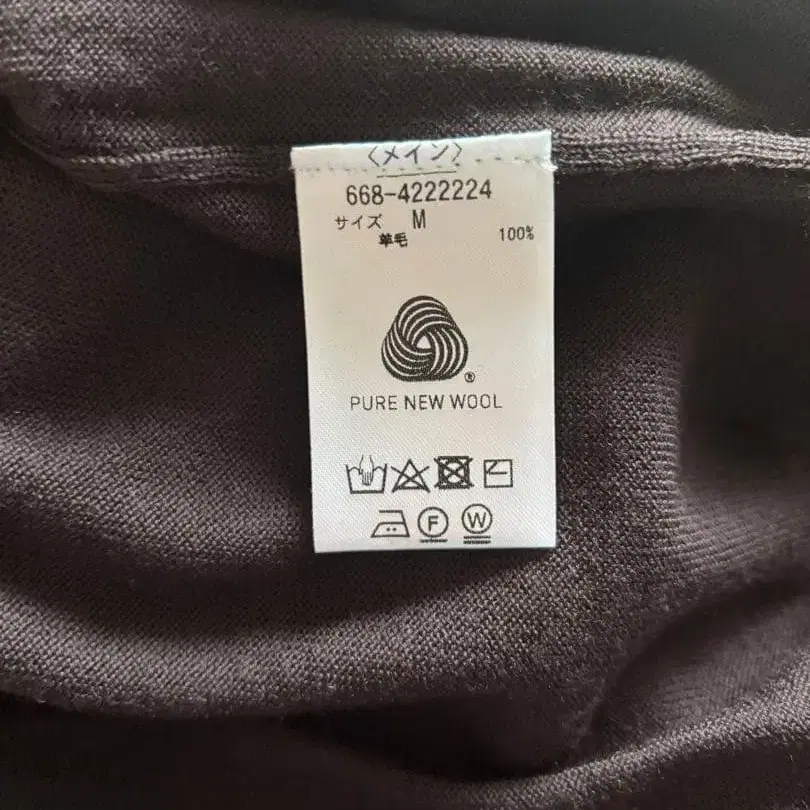 〈メイン〉
668-4222224
サイズ M
羊毛 100%
®
PURE NEW WOOL
F W